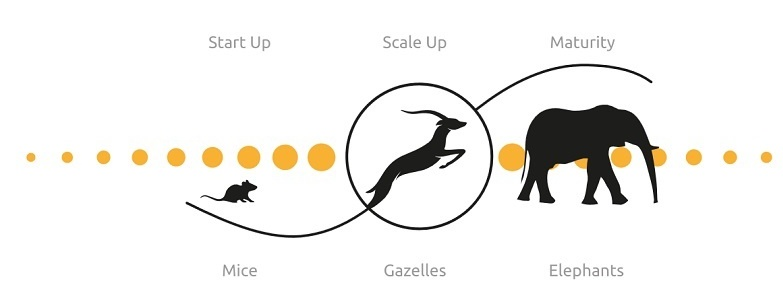 Start Up
Scale Up
Maturity
Mice
Gazelles
Elephants